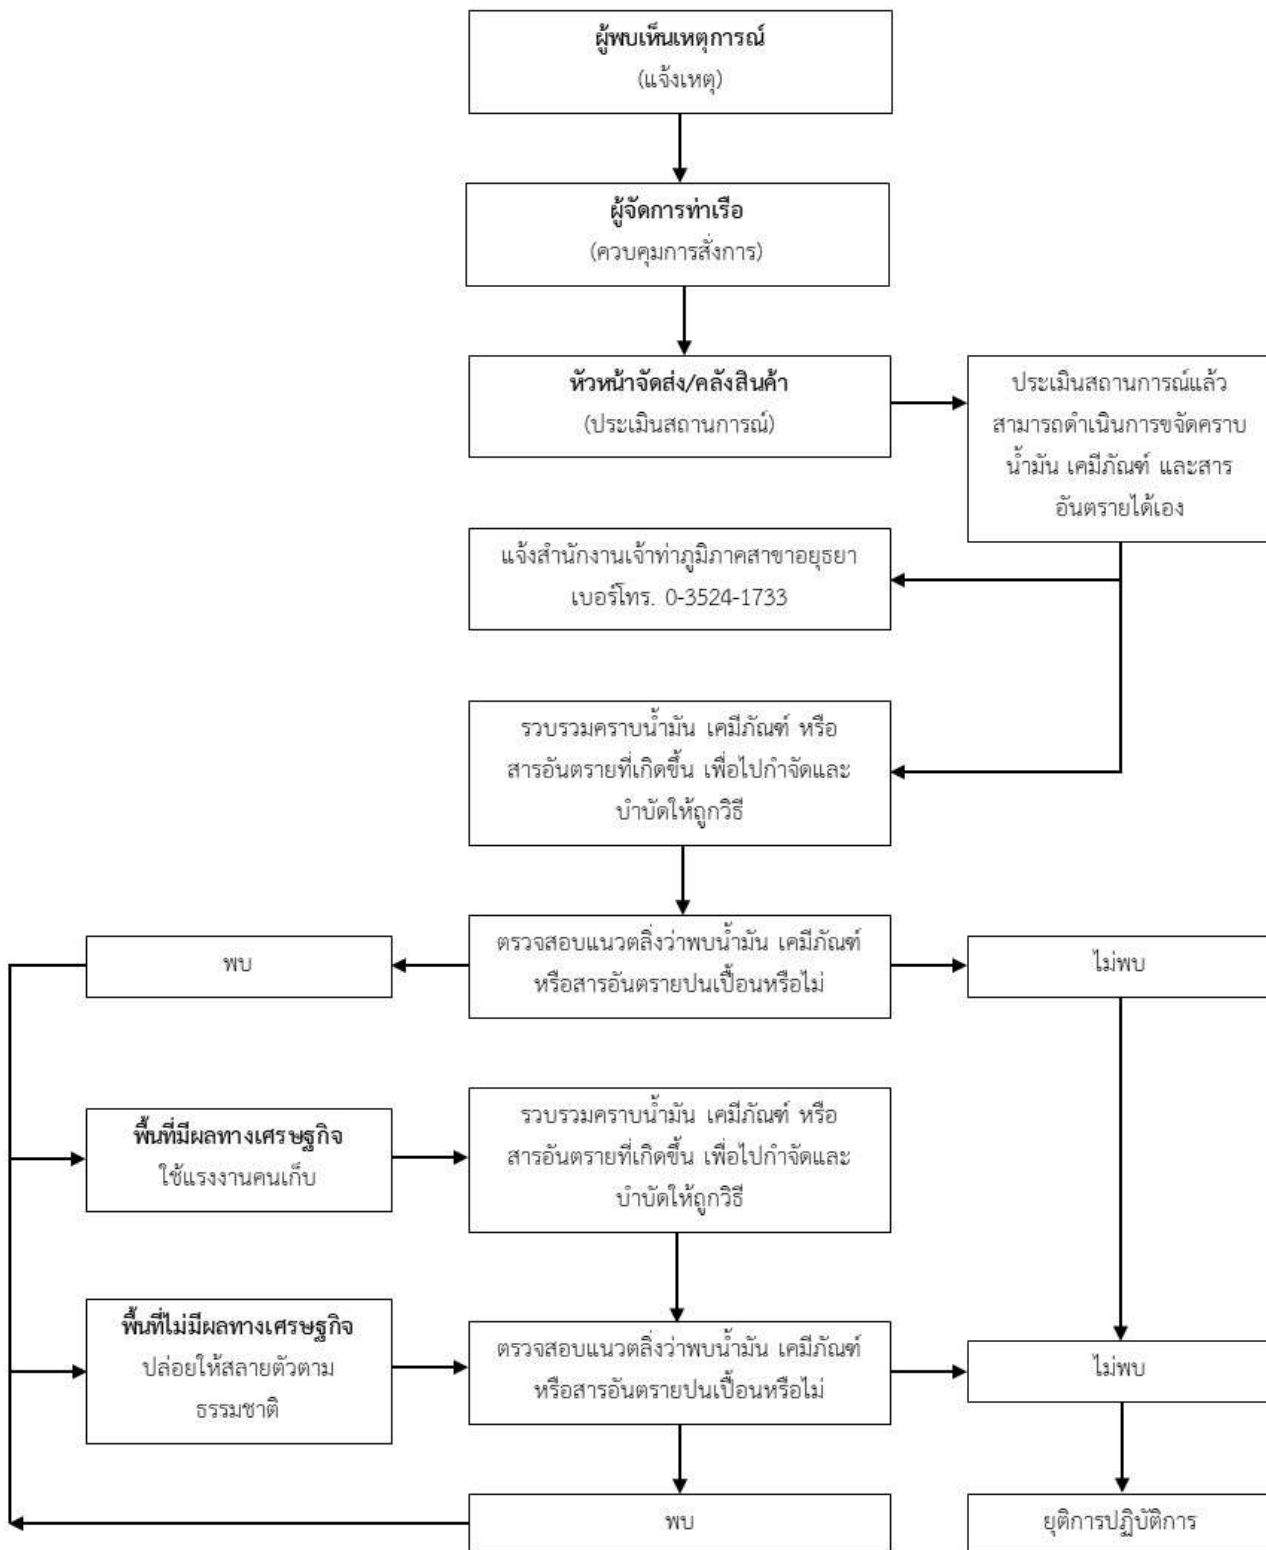 ผู้พบเห็นเหตุการณ์
(แจ้งเหตุ)
ผู้จัดการท่าเรือ
(ควบคุมการสั่งการ)
หัวหน้าจัดส่ง/คลังสินค้า
(ประเมินสถานการณ์)
ประเมินสถานการณ์แล้ว
สามารถดำเนินการขจัดคราบ
น้ำมัน เคมีภัณฑ์ และสาร
อันตรายได้เอง
แจ้งสำนักงานเจ้าท่าภูมิภาคสาขาอยุธยา
เบอร์โทร. 0-3524-1733
รวบรวมคราบน้ำมัน เคมีภัณฑ์ หรือ
สารอันตรายที่เกิดขึ้น เพื่อไปกำจัดและ
บำบัดให้ถูกวิธี
พบ
ตรวจสอบแนวตลิ่งว่าพบน้ำมัน เคมีภัณฑ์
หรือสารอันตรายปนเปื้อนหรือไม่
ไม่พบ
พื้นที่มีผลทางเศรษฐกิจ
ใช้แรงงานคนเก็บ
รวบรวมคราบน้ำมัน เคมีภัณฑ์ หรือ
สารอันตรายที่เกิดขึ้น เพื่อไปกำจัดและ
บำบัดให้ถูกวิธี
พื้นที่ไม่มีผลทางเศรษฐกิจ
ปล่อยให้สลายตัวตาม
ธรรมชาติ
ตรวจสอบแนวตลิ่งว่าพบน้ำมัน เคมีภัณฑ์
หรือสารอันตรายปนเปื้อนหรือไม่
ไม่พบ
พบ
ยุติการปฏิบัติการ